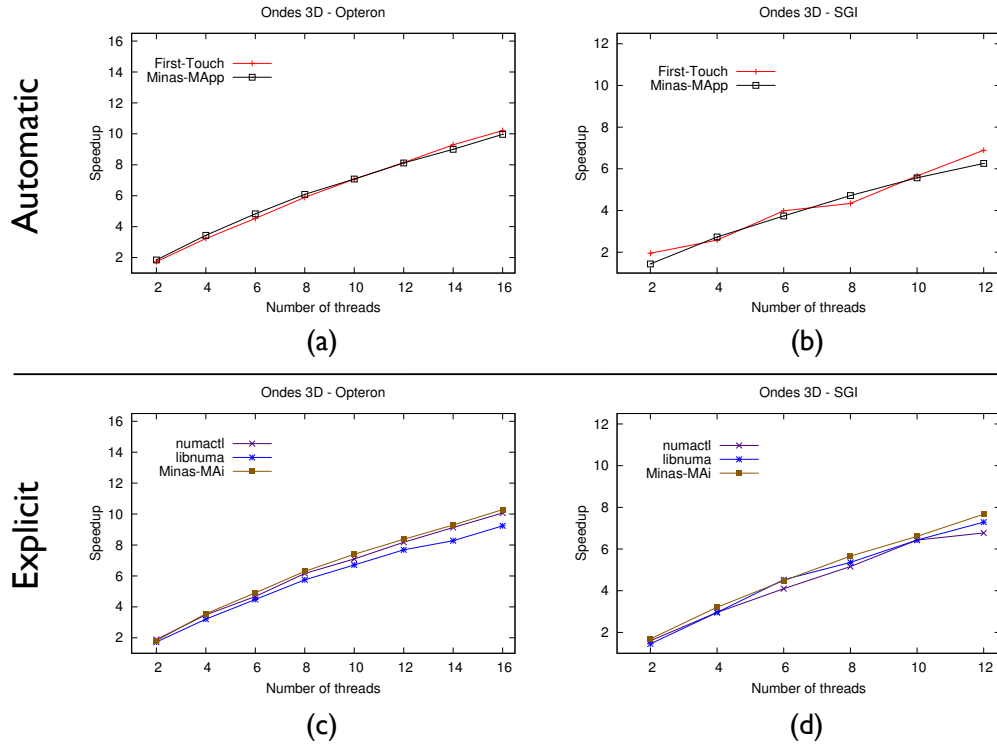 Automatic
Ondes 3D - Opteron
16
14
12
10
8
6
4
2
Speedup
First-Touch
Minas-MApp
2 4 6 8 10 12 14 16
Number of threads
(a)
Ondes 3D - SGI
12
10
8
6
4
2
Speedup
First-Touch
Minas-MApp
2 4 6 8 10 12
Number of threads
(b)
Explicit
Ondes 3D - Opteron
16
14
12
10
8
6
4
2
Speedup
numactl
libnuma
Minas-MAi
2 4 6 8 10 12 14 16
Number of threads
(c)
Ondes 3D - SGI
12
10
8
6
4
2
Speedup
numactl
libnuma
Minas-MAi
2 4 6 8 10 12
Number of threads
(d)